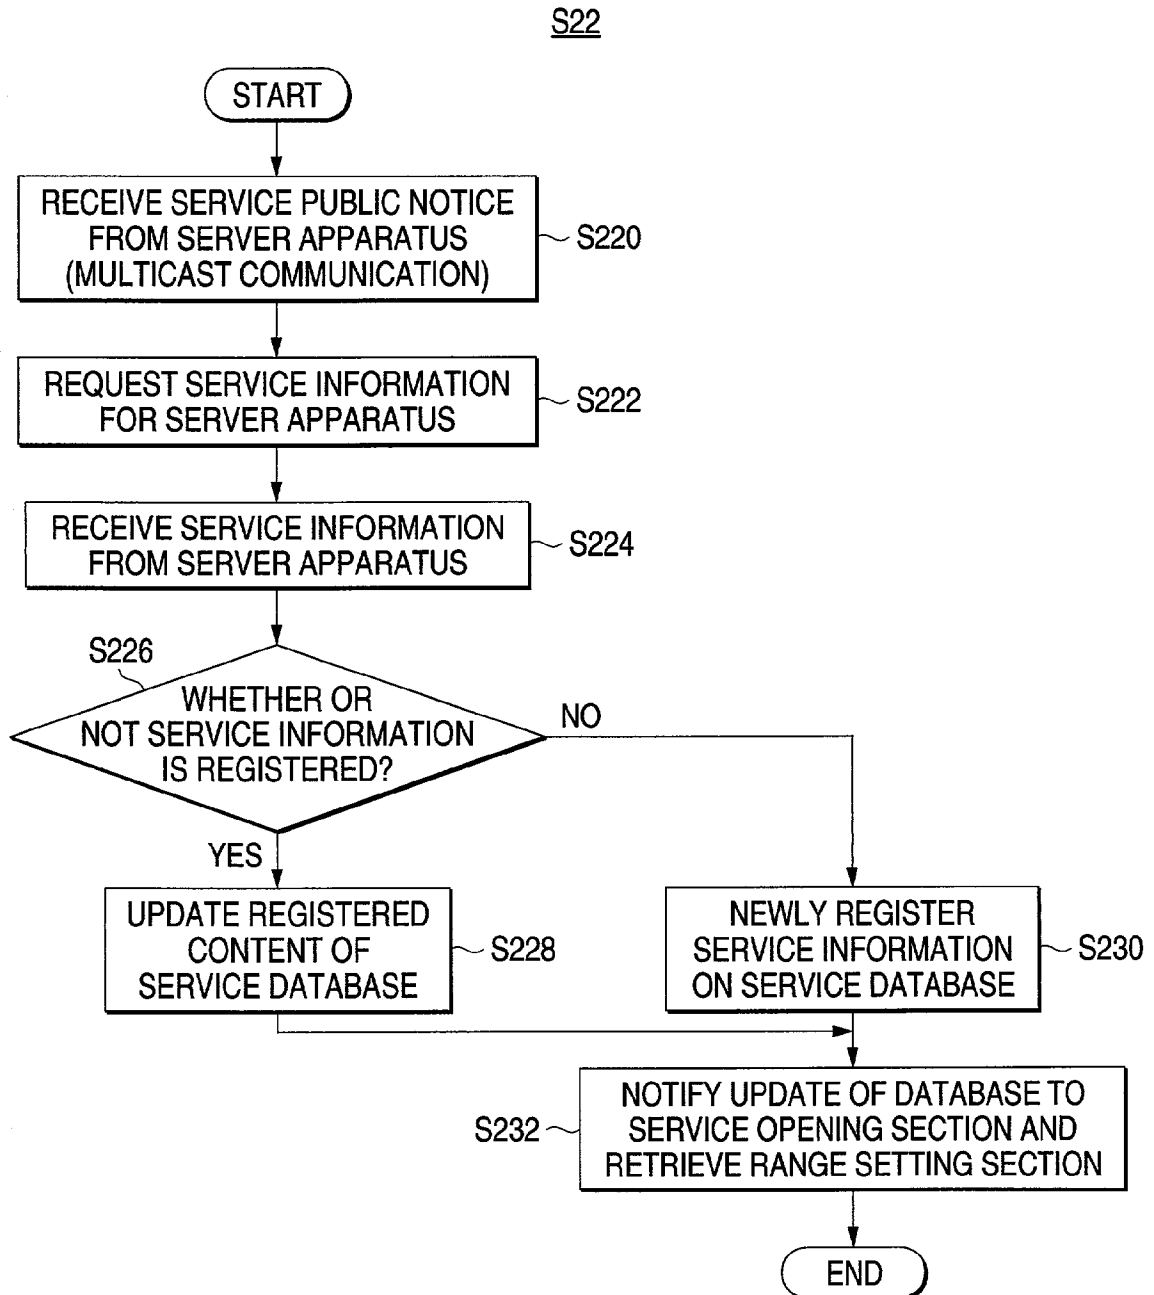 S22
START
RECEIVE SERVICE PUBLIC NOTICE
FROM SERVER APPARATUS
(MULTICAST COMMUNICATION)
S220
REQUEST SERVICE INFORMATION
FOR SERVER APPARATUS
S222
RECEIVE SERVICE INFORMATION
FROM SERVER APPARATUS
S224
S226
WHETHER OR
NOT SERVICE INFORMATION
IS REGISTERED?
NO
YES
UPDATE REGISTERED
CONTENT OF
SERVICE DATABASE
S228
NEWLY REGISTER
SERVICE INFORMATION
ON SERVICE DATABASE
S230
S232
NOTIFY UPDATE OF DATABASE TO
SERVICE OPENING SECTION AND
RETRIEVE RANGE SETTING SECTION
END